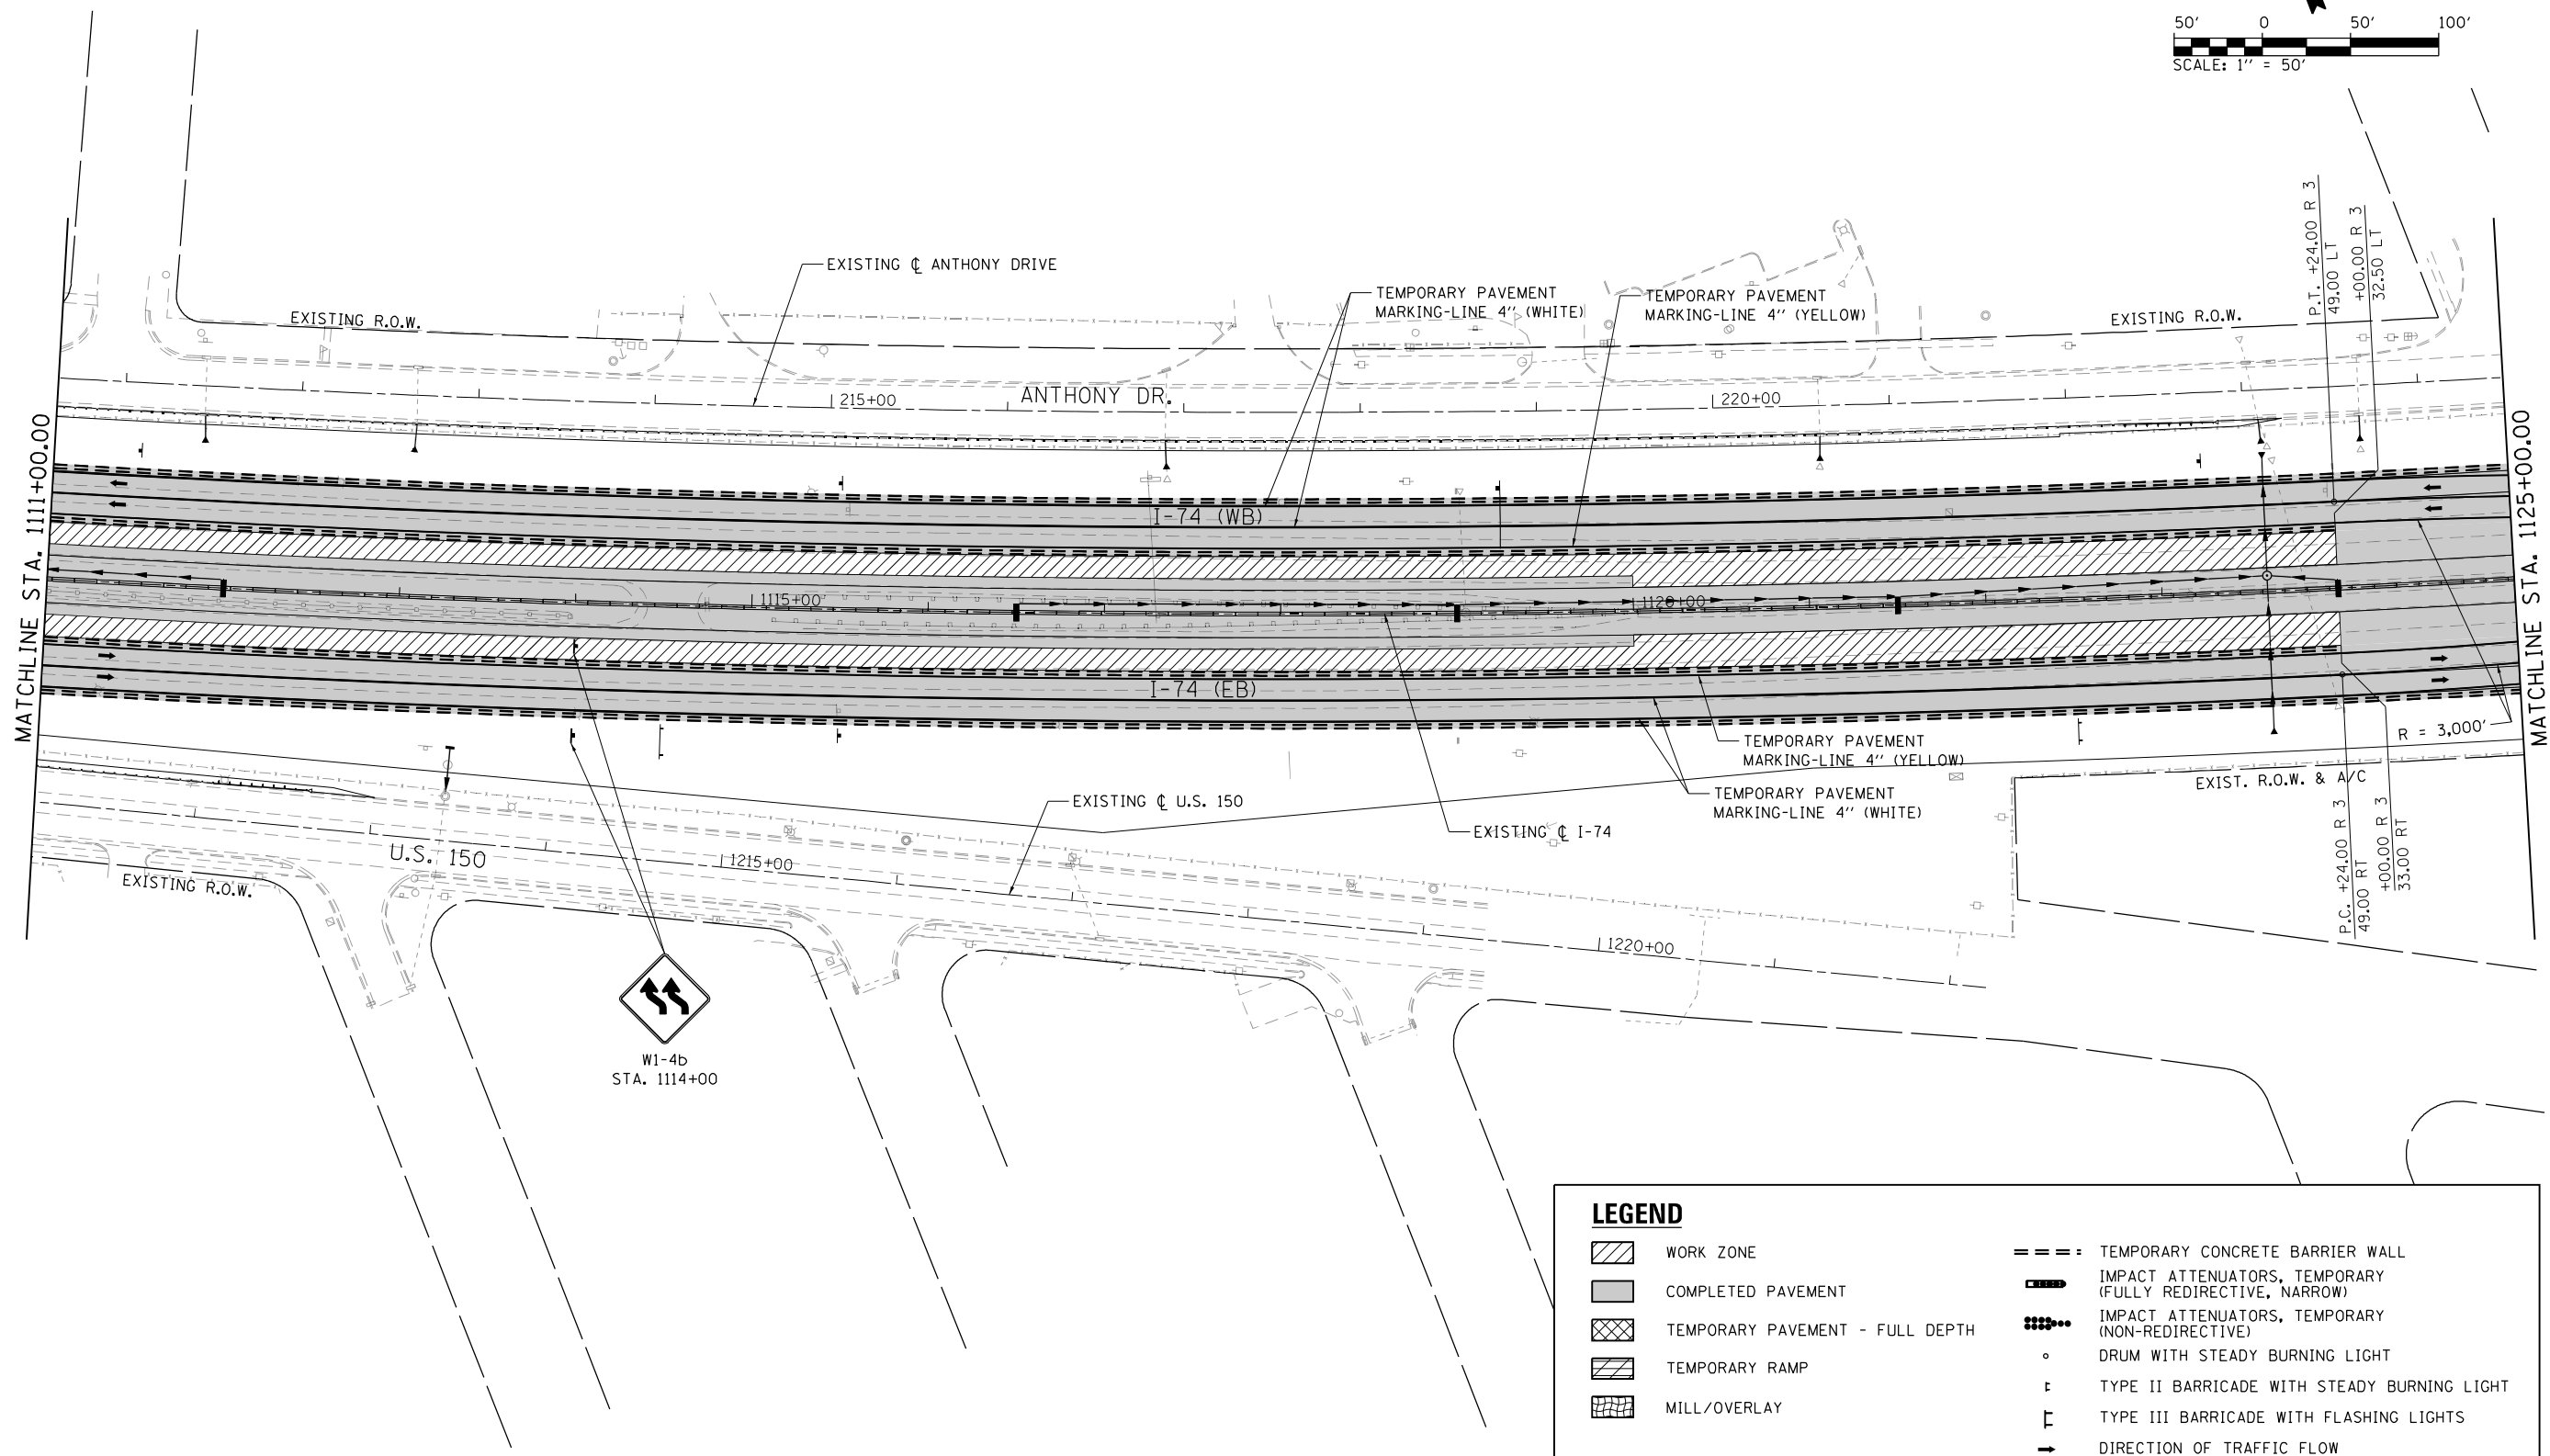 50' 0 50' 100'
SCALE: 1'' = 50'
P.T. +24.00 R 3
49.00 LT
+00.00 R 3
32.50 LT
EXISTING ℄ ANTHONY DRIVE
TEMPORARY PAVEMENT
MARKING-LINE 4'' (WHITE)
TEMPORARY PAVEMENT
MARKING-LINE 4'' (YELLOW)
EXISTING R.O.W.
EXISTING R.O.W.
215+00
ANTHONY DR.
220+00
MATCHLINE STA. 1111+00.00
MATCHLINE STA. 1125+00.00
I-74 (WB)
1115+00
1120+00
I-74 (EB)
R = 3,000'
TEMPORARY PAVEMENT
MARKING-LINE 4'' (YELLOW)
EXIST. R.O.W. & A/C
TEMPORARY PAVEMENT
MARKING-LINE 4'' (WHITE)
EXISTING ℄ U.S. 150
EXISTING ℄ I-74
P.C. +24.00 R 3
49.00 RT
+00.00 R 3
33.00 RT
U.S. 150
1215+00
EXISTING R.O.W.
1220+00
W1-4b
STA. 1114+00
LEGEND
WORK ZONE
COMPLETED PAVEMENT
TEMPORARY PAVEMENT - FULL DEPTH
TEMPORARY RAMP
MILL/OVERLAY
TEMPORARY CONCRETE BARRIER WALL
IMPACT ATTENUATORS, TEMPORARY
(FULLY REDIRECTIVE, NARROW)
IMPACT ATTENUATORS, TEMPORARY
(NON-REDIRECTIVE)
DRUM WITH STEADY BURNING LIGHT
TYPE II BARRICADE WITH STEADY BURNING LIGHT
TYPE III BARRICADE WITH FLASHING LIGHTS
DIRECTION OF TRAFFIC FLOW